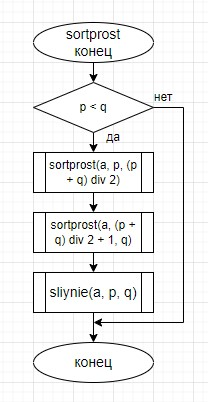 sortprost
конец
p < q
нет
да
sortprost(a, p, (p
+ q) div 2)
sortprost(a, (p +
q) div 2 + 1, q)
sliynie(a, p, q)
конец